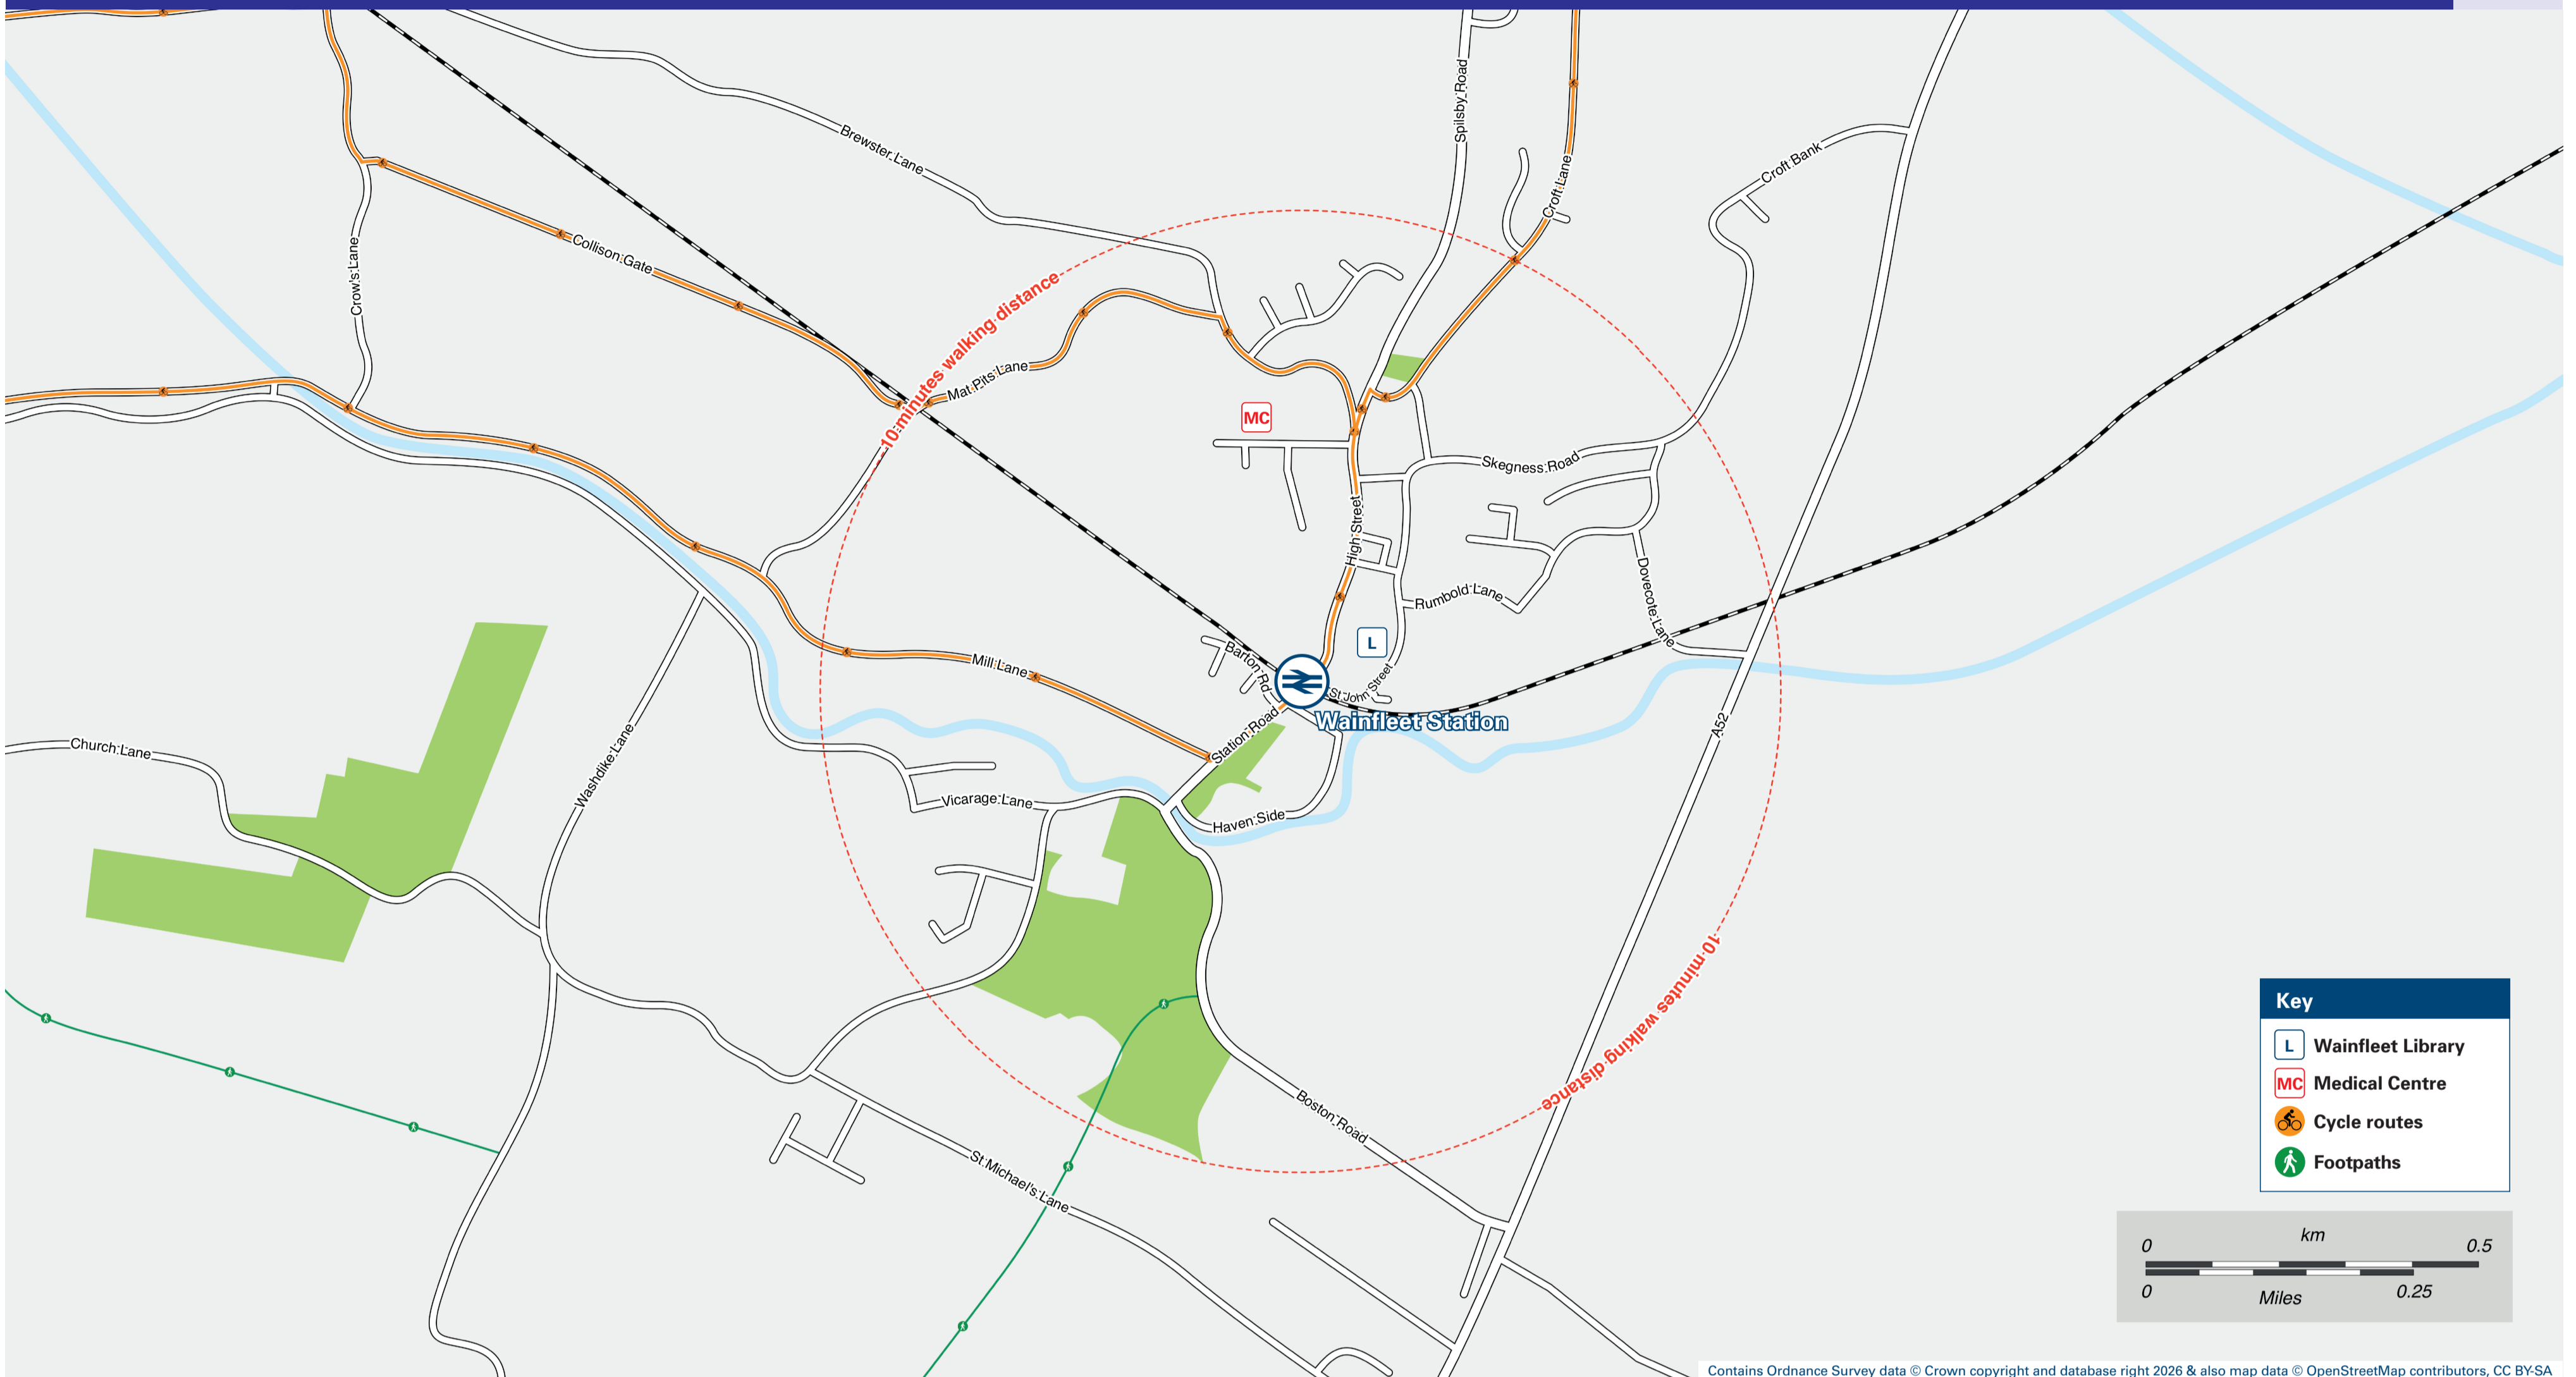 Spilsby Road
Brewster Lane
Croft Lane
Croft Bank
Collison Gate
Crow's Lane
10 minutes walking distance
Mat Pits Lane
MC
Skegness Road
High Street
Rumbold Lane
Dovecote Lane
L
Barton Rd
Mill Lane
St John Street
Station Road
Wainfleet Station
A52
Church Lane
Washdike Lane
Vicarage Lane
Haven Side
10 minutes walking distance
Boston Road
St Michael's Lane
Key
L Wainfleet Library
MC Medical Centre
Cycle routes
Footpaths
km
0 0.5
0 0.25
Miles
Contains Ordnance Survey data © Crown copyright and database right 2026 & also map data © OpenStreetMap contributors, CC BY-SA